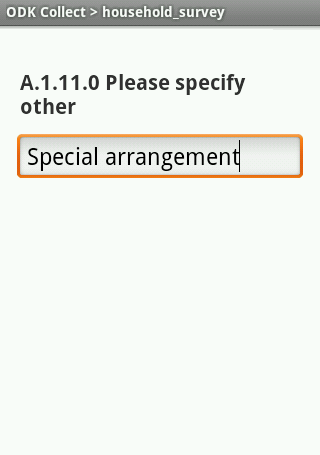 ODK Collect > household_survey
A.1.11.0 Please specify
other
Special arrangement